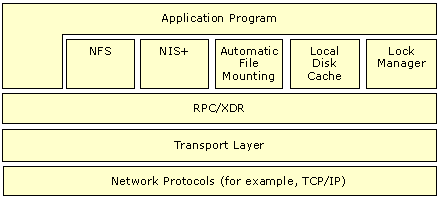 Application Program
NFS
NIS+
Automatic
File
Mounting
Local
Disk
Cache
Lock
Manager
RPC/XDR
Transport Layer
Network Protocols (for example, TCP/IP)